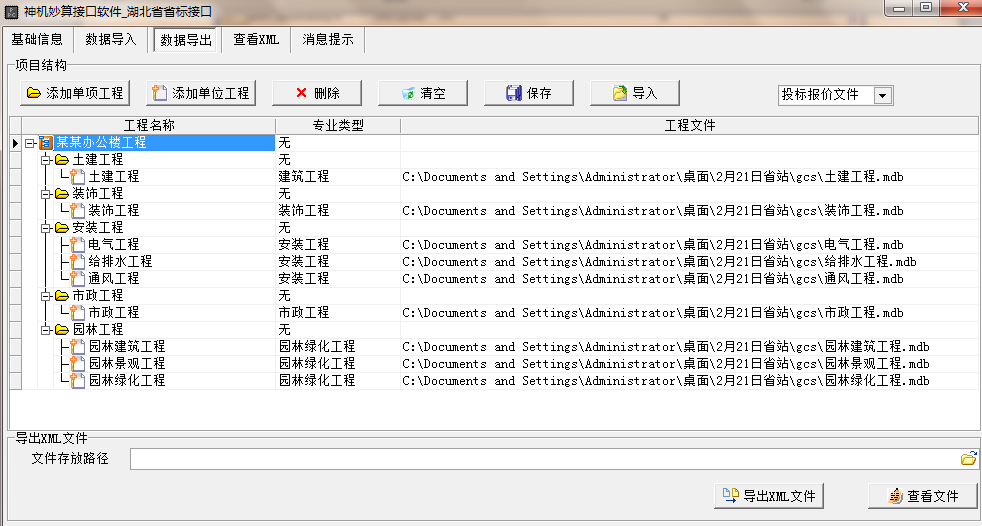 神机妙算接口软件_湖北省省标接口
基础信息 数据导入 数据导出 查看XML 消息提示
项目结构
添加单项工程 添加单位工程 删除 清空 保存 导入 投标报价文件
工程名称 专业类型 工程文件
某某办公楼工程 无
土建工程 无
土建工程 建筑工程 C:\Documents and Settings\Administrator\桌面\2月21日省站\gcs\土建工程.mdb
装饰工程 无
装饰工程 装饰工程 C:\Documents and Settings\Administrator\桌面\2月21日省站\gcs\装饰工程.mdb
安装工程 无
电气工程 安装工程 C:\Documents and Settings\Administrator\桌面\2月21日省站\gcs\电气工程.mdb
给排水工程 安装工程 C:\Documents and Settings\Administrator\桌面\2月21日省站\gcs\给排水工程.mdb
通风工程 安装工程 C:\Documents and Settings\Administrator\桌面\2月21日省站\gcs\通风工程.mdb
市政工程 无
市政工程 市政工程 C:\Documents and Settings\Administrator\桌面\2月21日省站\gcs\市政工程.mdb
园林工程 无
园林建筑工程 园林绿化工程 C:\Documents and Settings\Administrator\桌面\2月21日省站\gcs\园林建筑工程.mdb
园林景观工程 园林绿化工程 C:\Documents and Settings\Administrator\桌面\2月21日省站\gcs\园林景观工程.mdb
园林绿化工程 园林绿化工程 C:\Documents and Settings\Administrator\桌面\2月21日省站\gcs\园林绿化工程.mdb
导出XML文件
文件存放路径
导出XML文件 查看文件